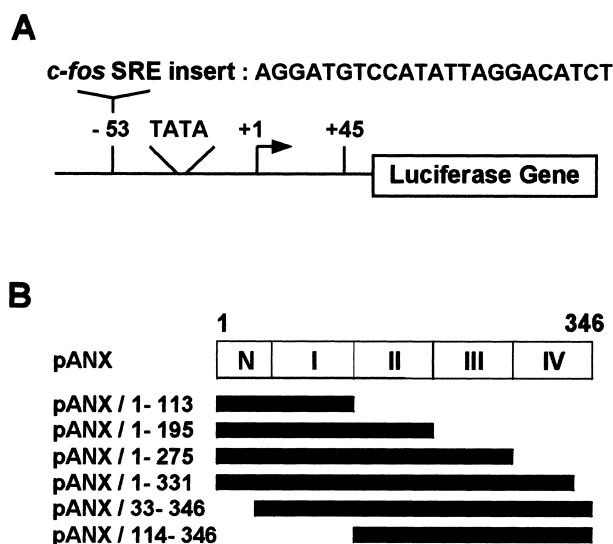 A
c-fos SRE insert : AGGATGTCCATATTAGGACATCT
- 53 TATA +1 +45
Luciferase Gene
B
1 346
pANX N I II III IV
pANX / 1- 113
pANX / 1- 195
pANX / 1- 275
pANX / 1- 331
pANX / 33- 346
pANX / 114- 346